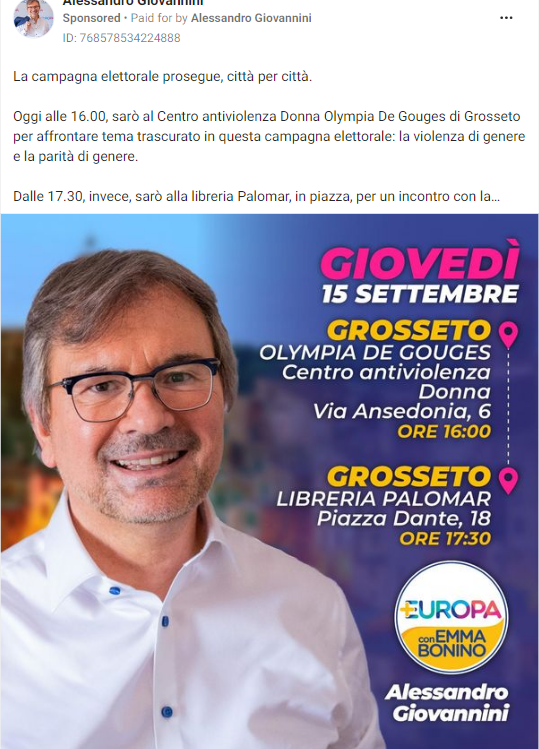 Alessandro Giovannini
Sponsored • Paid for by Alessandro Giovannini
ID: 768578534224888
La campagna elettorale prosegue, città per città.
Oggi alle 16.00, sarò al Centro antiviolenza Donna Olympia De Gouges di Grosseto
per affrontare tema trascurato in questa campagna elettorale: la violenza di genere
e la parità di genere.
Dalle 17.30, invece, sarò alla libreria Palomar, in piazza, per un incontro con la...
GIOVEDÌ
15 SETTEMBRE
GROSSETO
OLYMPIA DE GOUGES
Centro antiviolenza
Donna
Via Ansedonia, 6
ORE 16:00
GROSSETO
LIBRERIA PALOMAR
Piazza Dante, 18
ORE 17:30
+EUROPA
con EMMA
BONINO
Alessandro
Giovannini